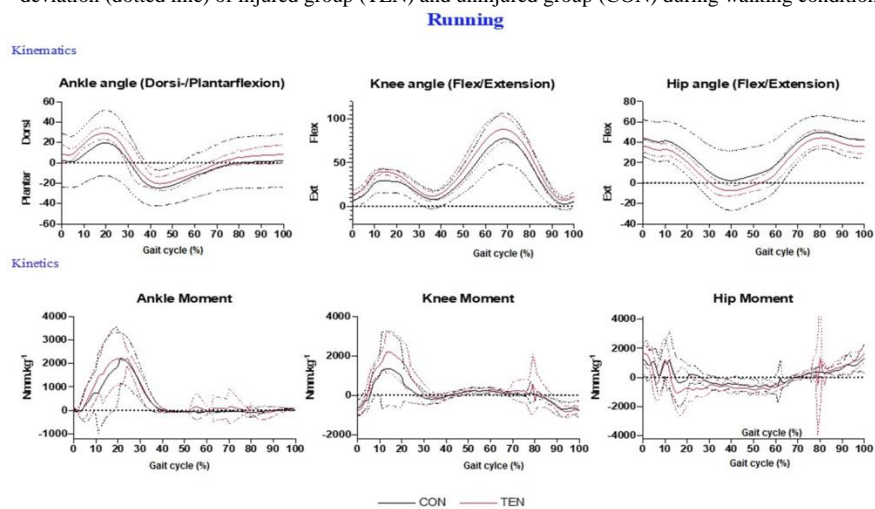 deviation (dotted line) of injured group (TEN) and uninjured group (CON) during walking condition
Running
Kinematics
Ankle angle (Dorsi-/Plantarflexion)
Knee angle (Flex/Extension)
Hip angle (Flex/Extension)
Dorsi
Plantar
60
40
20
0
-20
-40
-60
0 10 20 30 40 50 60 70 80 90 100
Gait cycle (%)
Flex
Ext
100
50
0
0 10 20 30 40 50 60 70 80 90 100
Gait cycle (%)
Flex
Ext
80
60
40
20
0
-20
-40
0 10 20 30 40 50 60 70 80 90 100
Gait cycle (%)
Kinetics
Ankle Moment
Knee Moment
Hip Moment
Nmm.kg-1
4000
3000
2000
1000
0
-1000
0 10 20 30 40 50 60 70 80 90 100
Gait cycle (%)
Nmm.kg-1
4000
2000
0
-2000
0 10 20 30 40 50 60 70 80 90 100
Gait cylce (%)
Nmm.kg-1
4000
2000
0
-2000
-4000
Gait cycle (%)
0 10 20 30 40 50 60 70 80 90 100
Gait cycle (%)
CON TEN